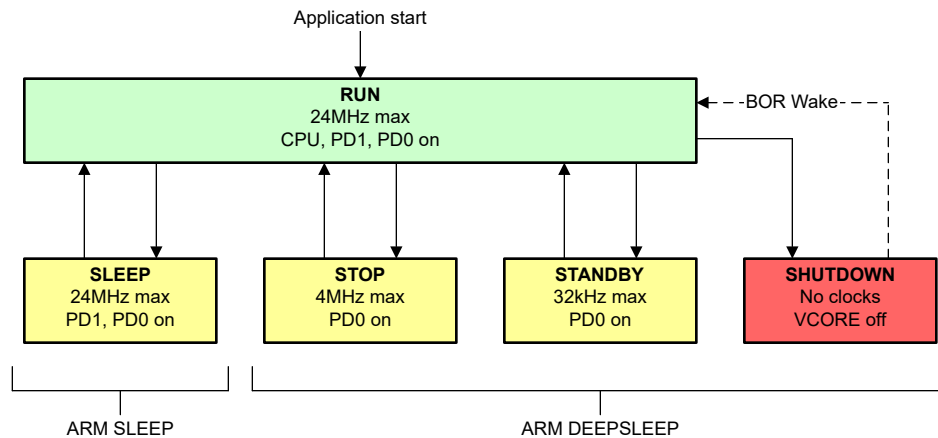 Application start
RUN
24MHz max
CPU, PD1, PD0 on
BOR Wake
SLEEP
24MHz max
PD1, PD0 on
STOP
4MHz max
PD0 on
STANDBY
32kHz max
PD0 on
SHUTDOWN
No clocks
VCORE off
ARM SLEEP
ARM DEEPSLEEP